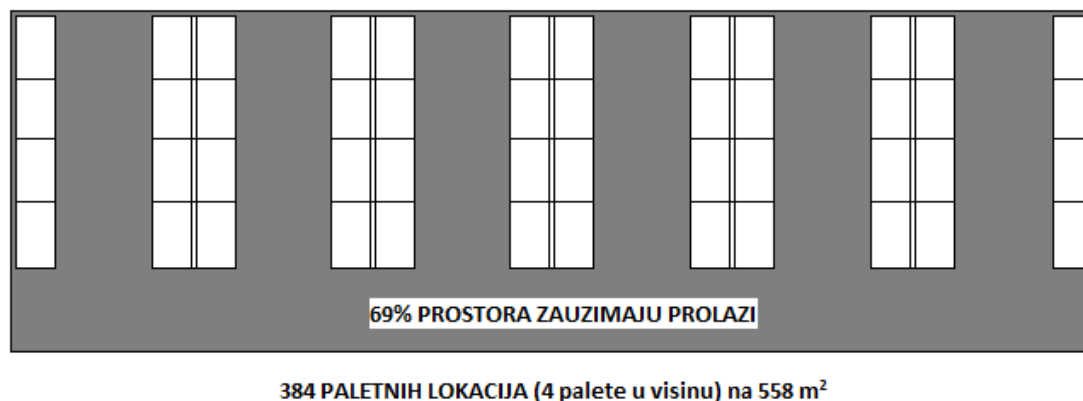 69% PROSTORA ZAUZIMAJU PROLAZI
384 PALETNIH LOKACIJA (4 palete u visinu) na 558 m²